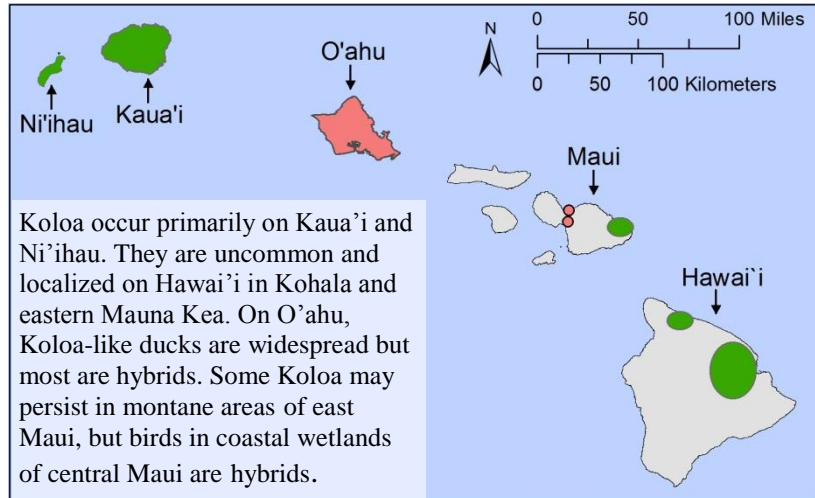 0 50 100 Miles
0 50 100 Kilometers
N
O'ahu
Ni'ihau
Kaua'i
Maui
Hawai`i
Koloa occur primarily on Kaua’i and
Ni’ihau. They are uncommon and
localized on Hawai’i in Kohala and
eastern Mauna Kea. On O’ahu,
Koloa-like ducks are widespread but
most are hybrids. Some Koloa may
persist in montane areas of east
Maui, but birds in coastal wetlands
of central Maui are hybrids.